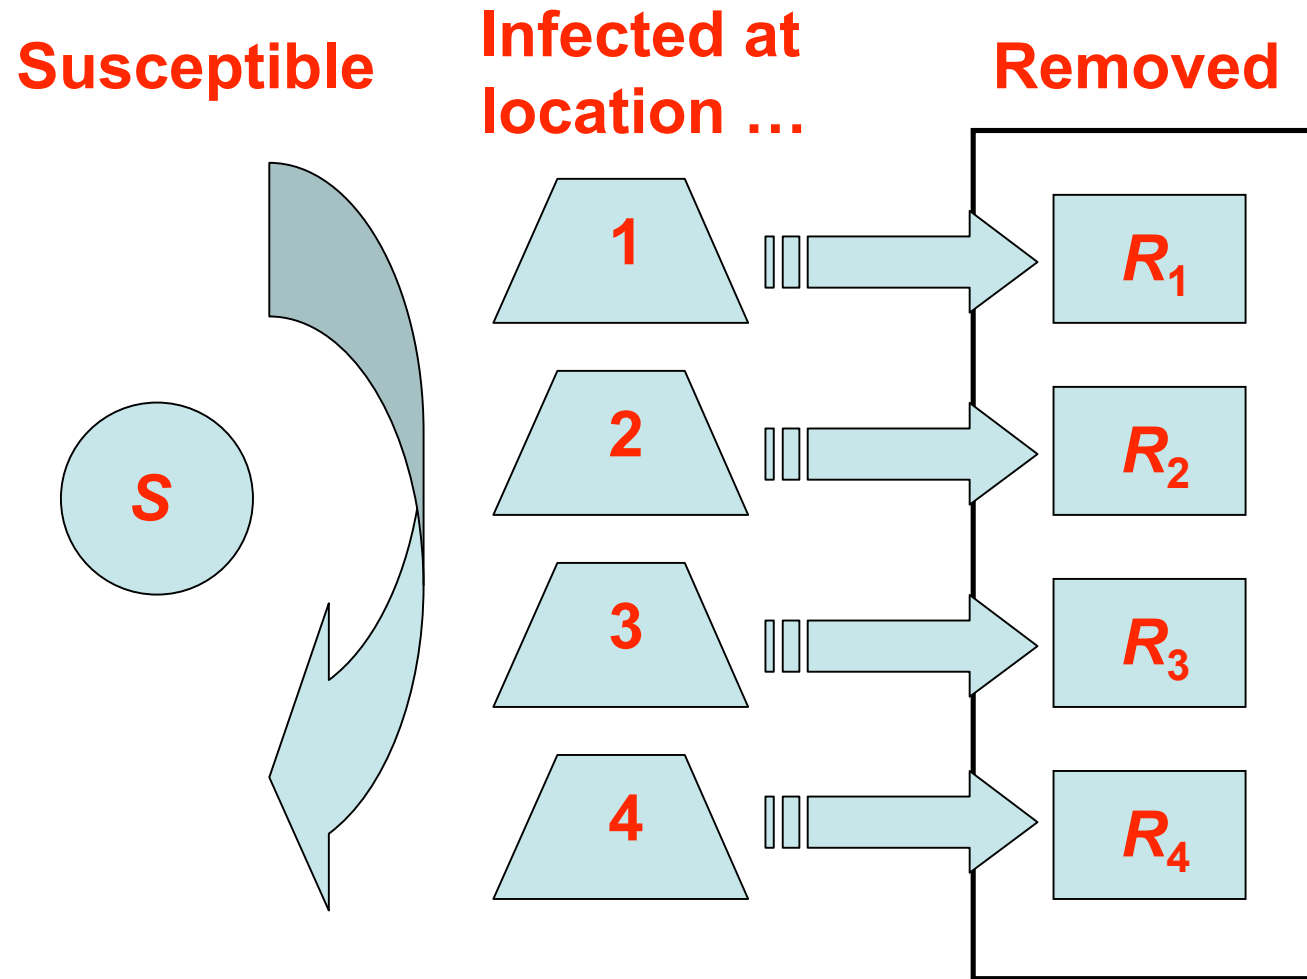 Susceptible
Infected at
location …
Removed
S
1
R₁
2
R₂
3
R₃
4
R₄